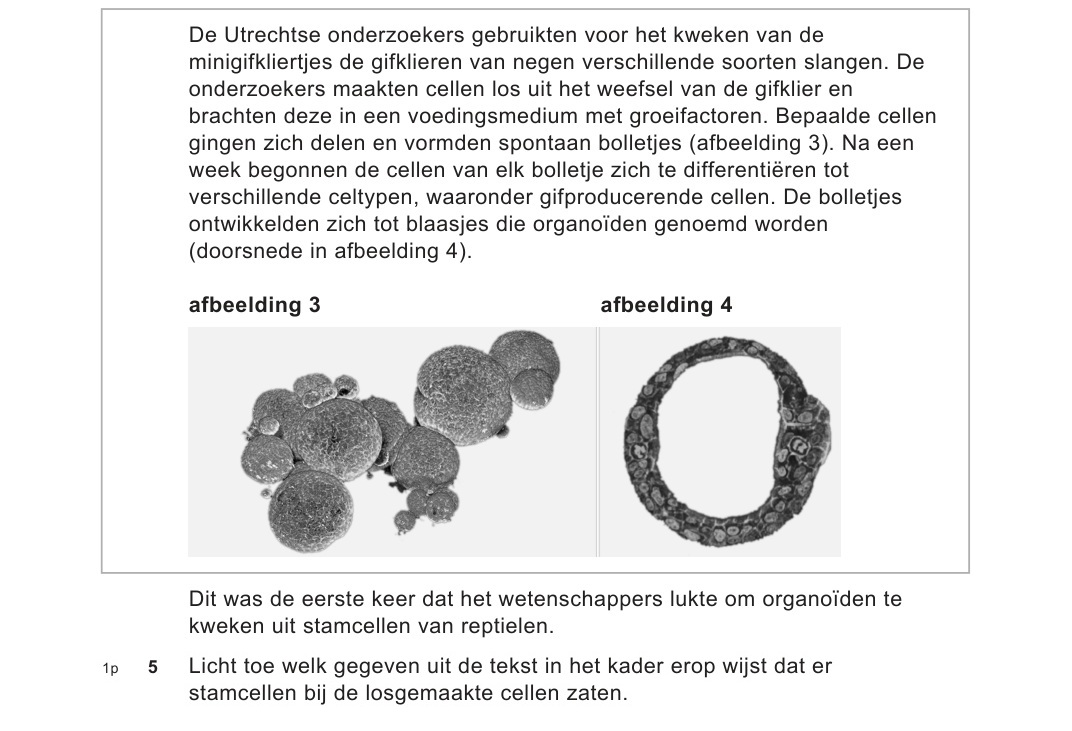 De Utrechtse onderzoekers gebruikten voor het kweken van de
minigifkliertjes de gifklieren van negen verschillende soorten slangen. De
onderzoekers maakten cellen los uit het weefsel van de gifklier en
brachten deze in een voedingsmedium met groeifactoren. Bepaalde cellen
gingen zich delen en vormden spontaan bolletjes (afbeelding 3). Na een
week begonnen de cellen van elk bolletje zich te differentiëren tot
verschillende celtypen, waaronder gifproducerende cellen. De bolletjes
ontwikkelden zich tot blaasjes die organoïden genoemd worden
(doorsnede in afbeelding 4).
afbeelding 3 afbeelding 4
Dit was de eerste keer dat het wetenschappers lukte om organoïden te
kweken uit stamcellen van reptielen.
1p 5 Licht toe welk gegeven uit de tekst in het kader erop wijst dat er
stamcellen bij de losgemaakte cellen zaten.